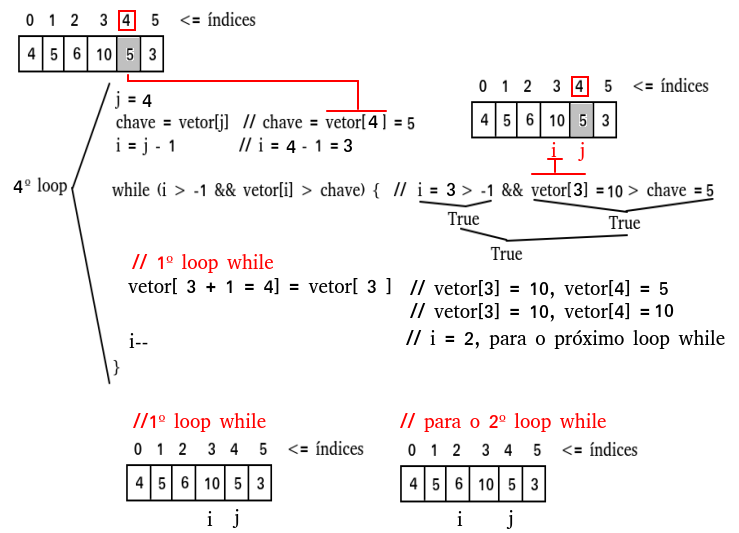 0 1 2 3 4 5 <= índices
4 5 6 10 5 3
j = 4
chave = vetor[j] // chave = vetor[4] = 5
i = j - 1 // i = 4 - 1 = 3
0 1 2 3 4 5 <= índices
4 5 6 10 5 3
i j
4º loop
while (i > -1 && vetor[i] > chave) { // i = 3 > -1 && vetor[3] = 10 > chave = 5
True True
True
// 1º loop while
vetor[ 3 + 1 = 4] = vetor[ 3 ] // vetor[3] = 10, vetor[4] = 5
// vetor[3] = 10, vetor[4] = 10
i-- // i = 2, para o próximo loop while
}
//1º loop while
0 1 2 3 4 5 <= índices
4 5 6 10 5 3
i j
// para o 2º loop while
0 1 2 3 4 5 <= índices
4 5 6 10 5 3
i j